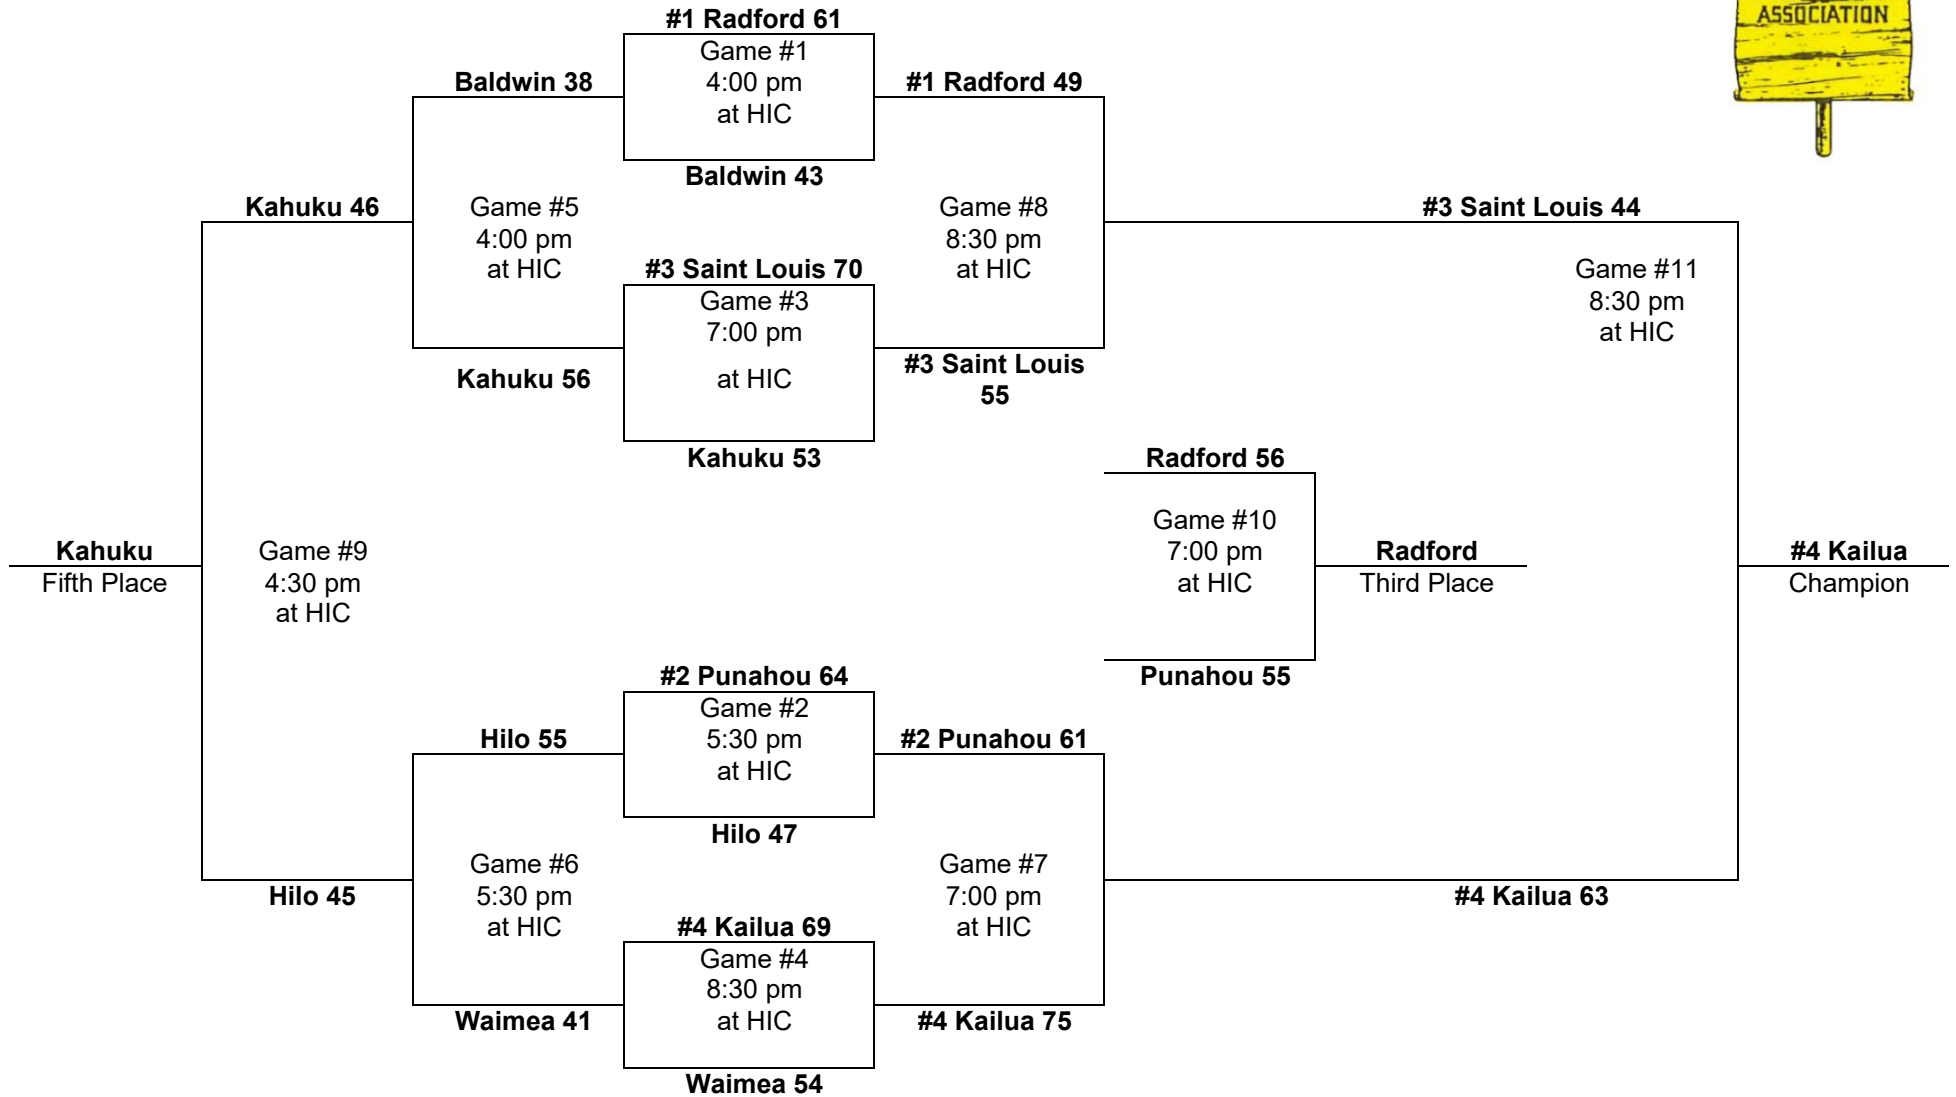 ASSOCIATION
#1 Radford 61
Game #1
4:00 pm
at HIC
Baldwin 38
#1 Radford 49
Baldwin 43
Kahuku 46
Game #5
4:00 pm
at HIC
Game #8
8:30 pm
at HIC
#3 Saint Louis 44
#3 Saint Louis 70
Game #3
7:00 pm
at HIC
Game #11
8:30 pm
at HIC
Kahuku 56
#3 Saint Louis
55
Kahuku 53
Radford 56
Game #10
7:00 pm
at HIC
Kahuku
Fifth Place
Game #9
4:30 pm
at HIC
Radford
Third Place
#4 Kailua
Champion
Punahou 55
#2 Punahou 64
Game #2
5:30 pm
at HIC
Hilo 55
#2 Punahou 61
Hilo 47
Game #6
5:30 pm
at HIC
Game #7
7:00 pm
at HIC
Hilo 45
#4 Kailua 63
#4 Kailua 69
Game #4
8:30 pm
at HIC
Waimea 41
#4 Kailua 75
Waimea 54